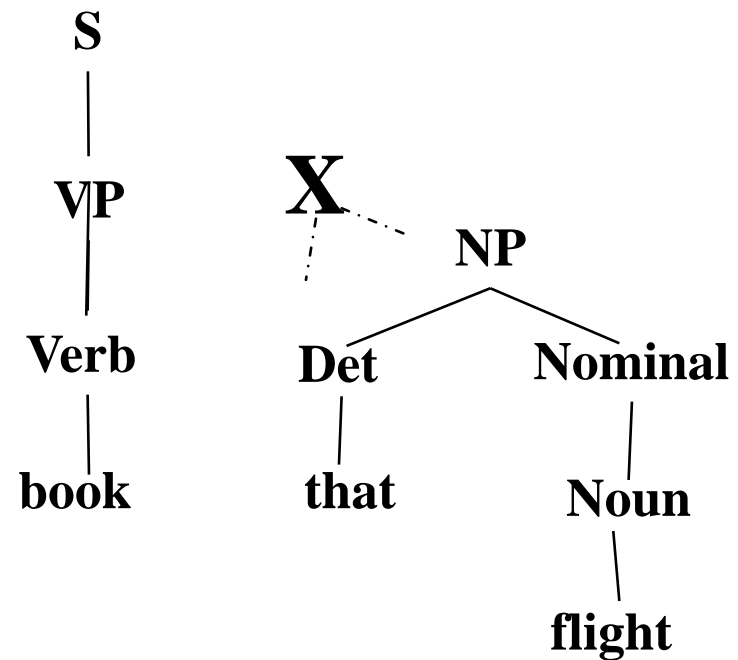 S
VP
X
NP
Verb
Det
Nominal
book
that
Noun
flight